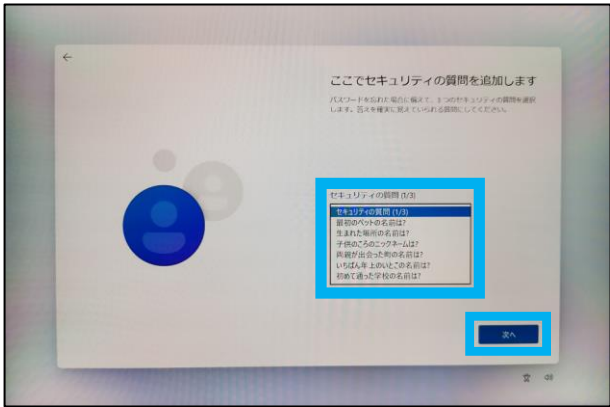 ここでセキュリティの質問を追加します
パスワードを忘れた場合に備えて、3 つのセキュリティの質問を選択
します。答えを確実に覚えていられる質問にしてください。
セキュリティの質問 (1/3)
セキュリティの質問 (1/3)
最初のペットの名前は?
生まれた場所の名前は?
子供のころのニックネームは?
両親が出会った町の名前は?
いちばん年上のいとこの名前は?
初めて通った学校の名前は?
次へ